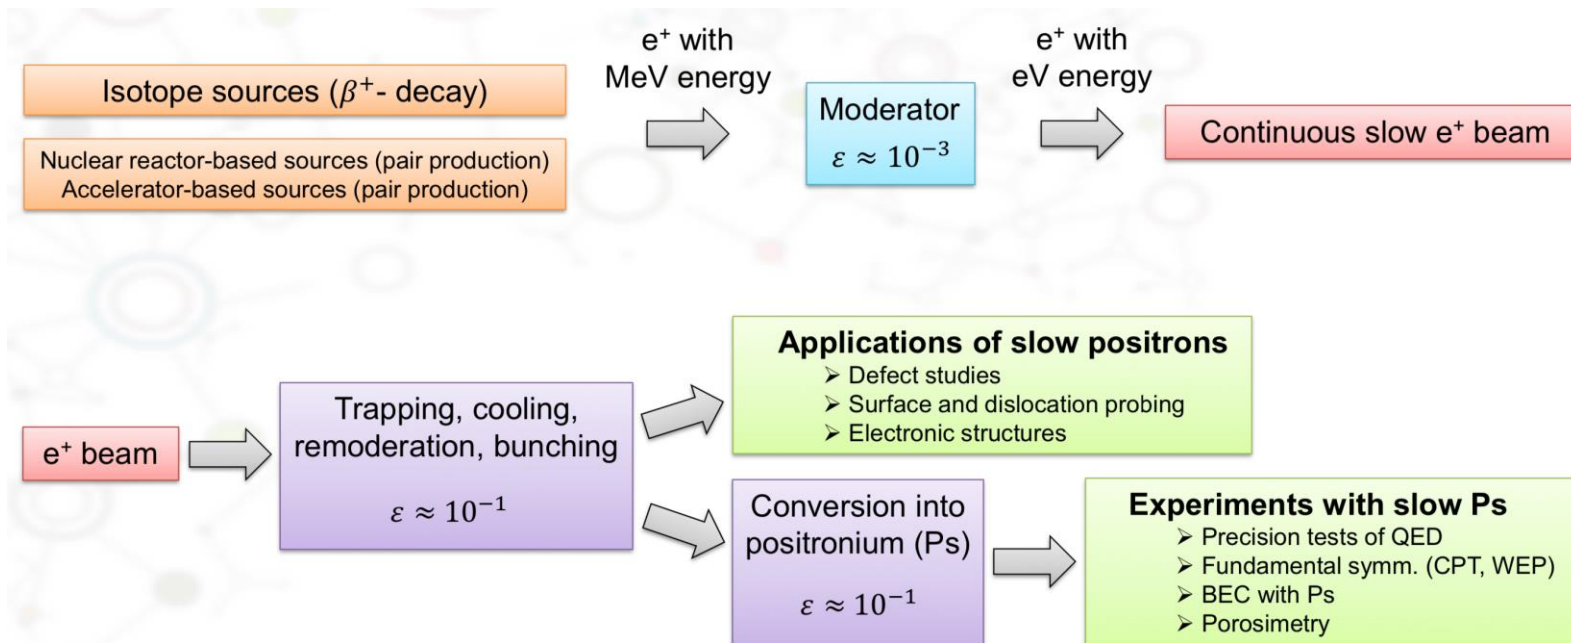 Isotope sources (β⁺- decay)
Nuclear reactor-based sources (pair production)
Accelerator-based sources (pair production)
e⁺ with
MeV energy
Moderator
ε ≈ 10⁻³
e⁺ with
eV energy
Continuous slow e⁺ beam
e⁺ beam
Trapping, cooling,
remoderation, bunching
ε ≈ 10⁻¹
Applications of slow positrons
➢ Defect studies
➢ Surface and dislocation probing
➢ Electronic structures
Conversion into
positronium (Ps)
ε ≈ 10⁻¹
Experiments with slow Ps
➢ Precision tests of QED
➢ Fundamental symm. (CPT, WEP)
➢ BEC with Ps
➢ Porosimetry